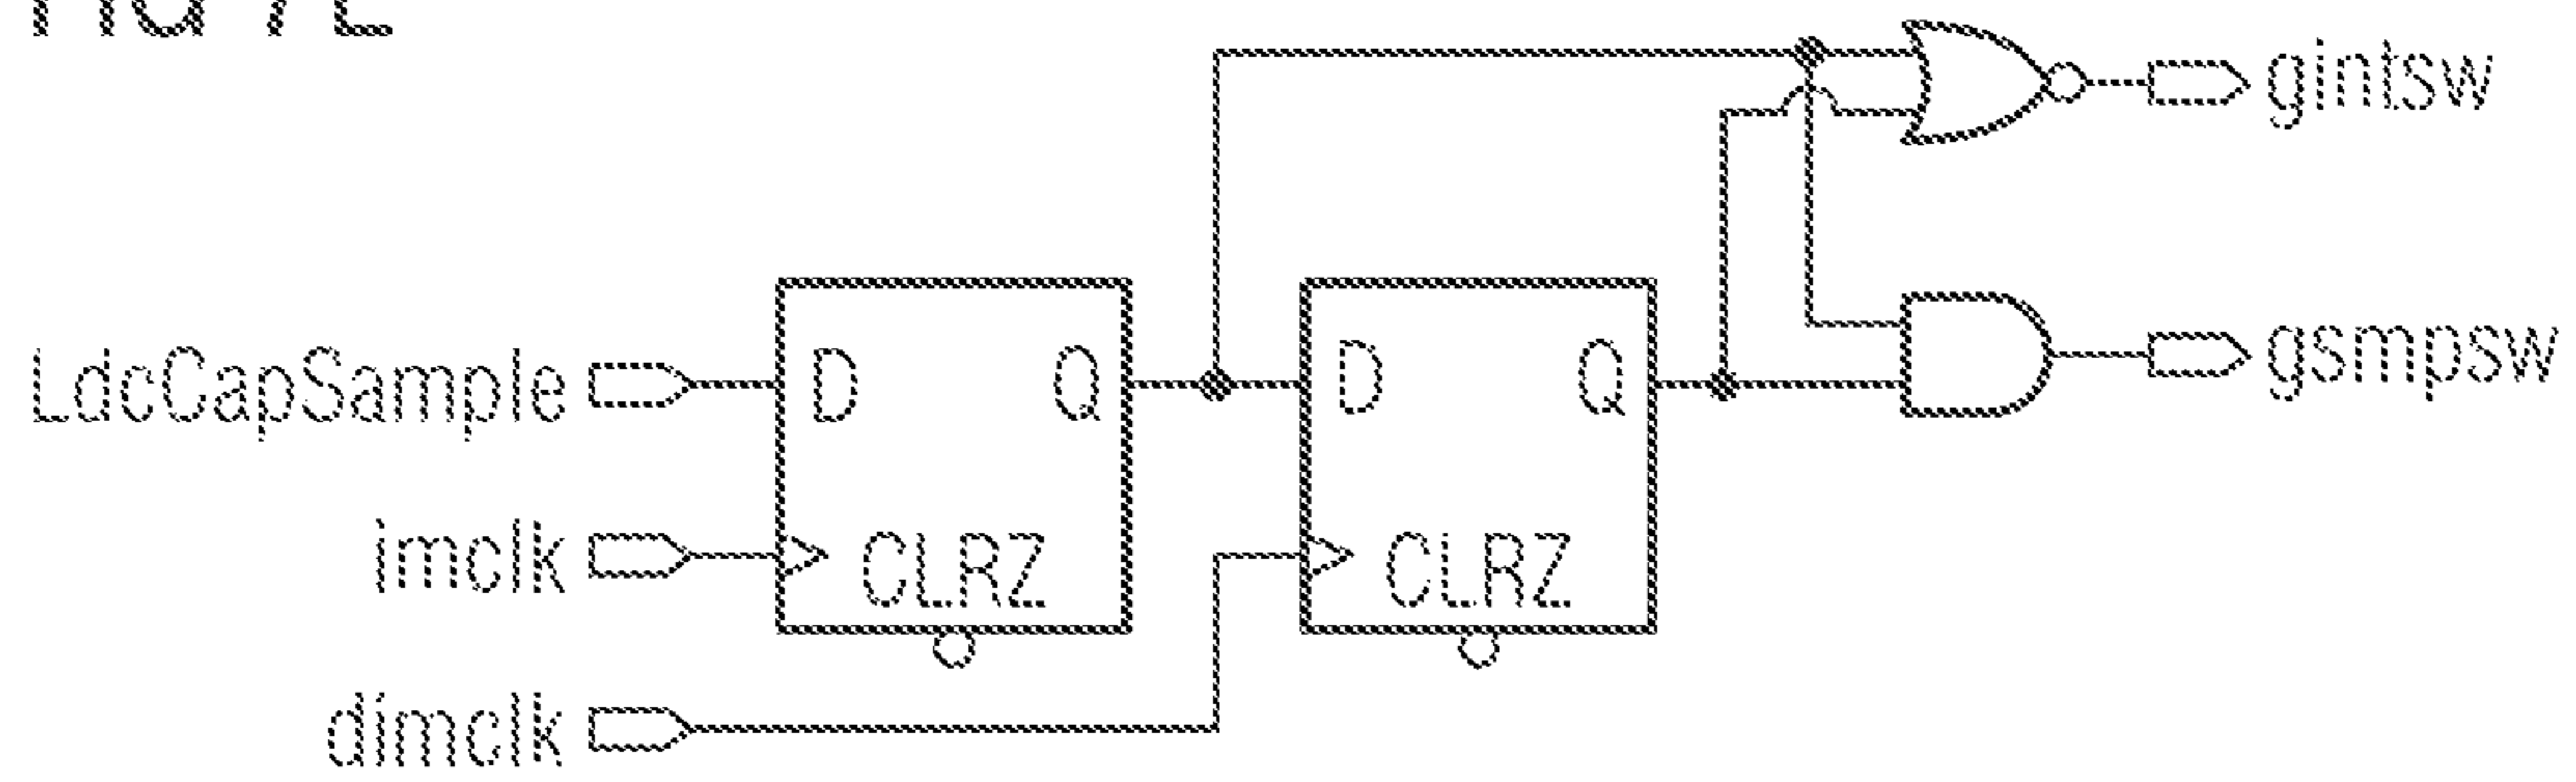 gintsw
LdcCapSample
D Q
D Q
gsmpsw
imclk
CLRZ
CLRZ
dimclk